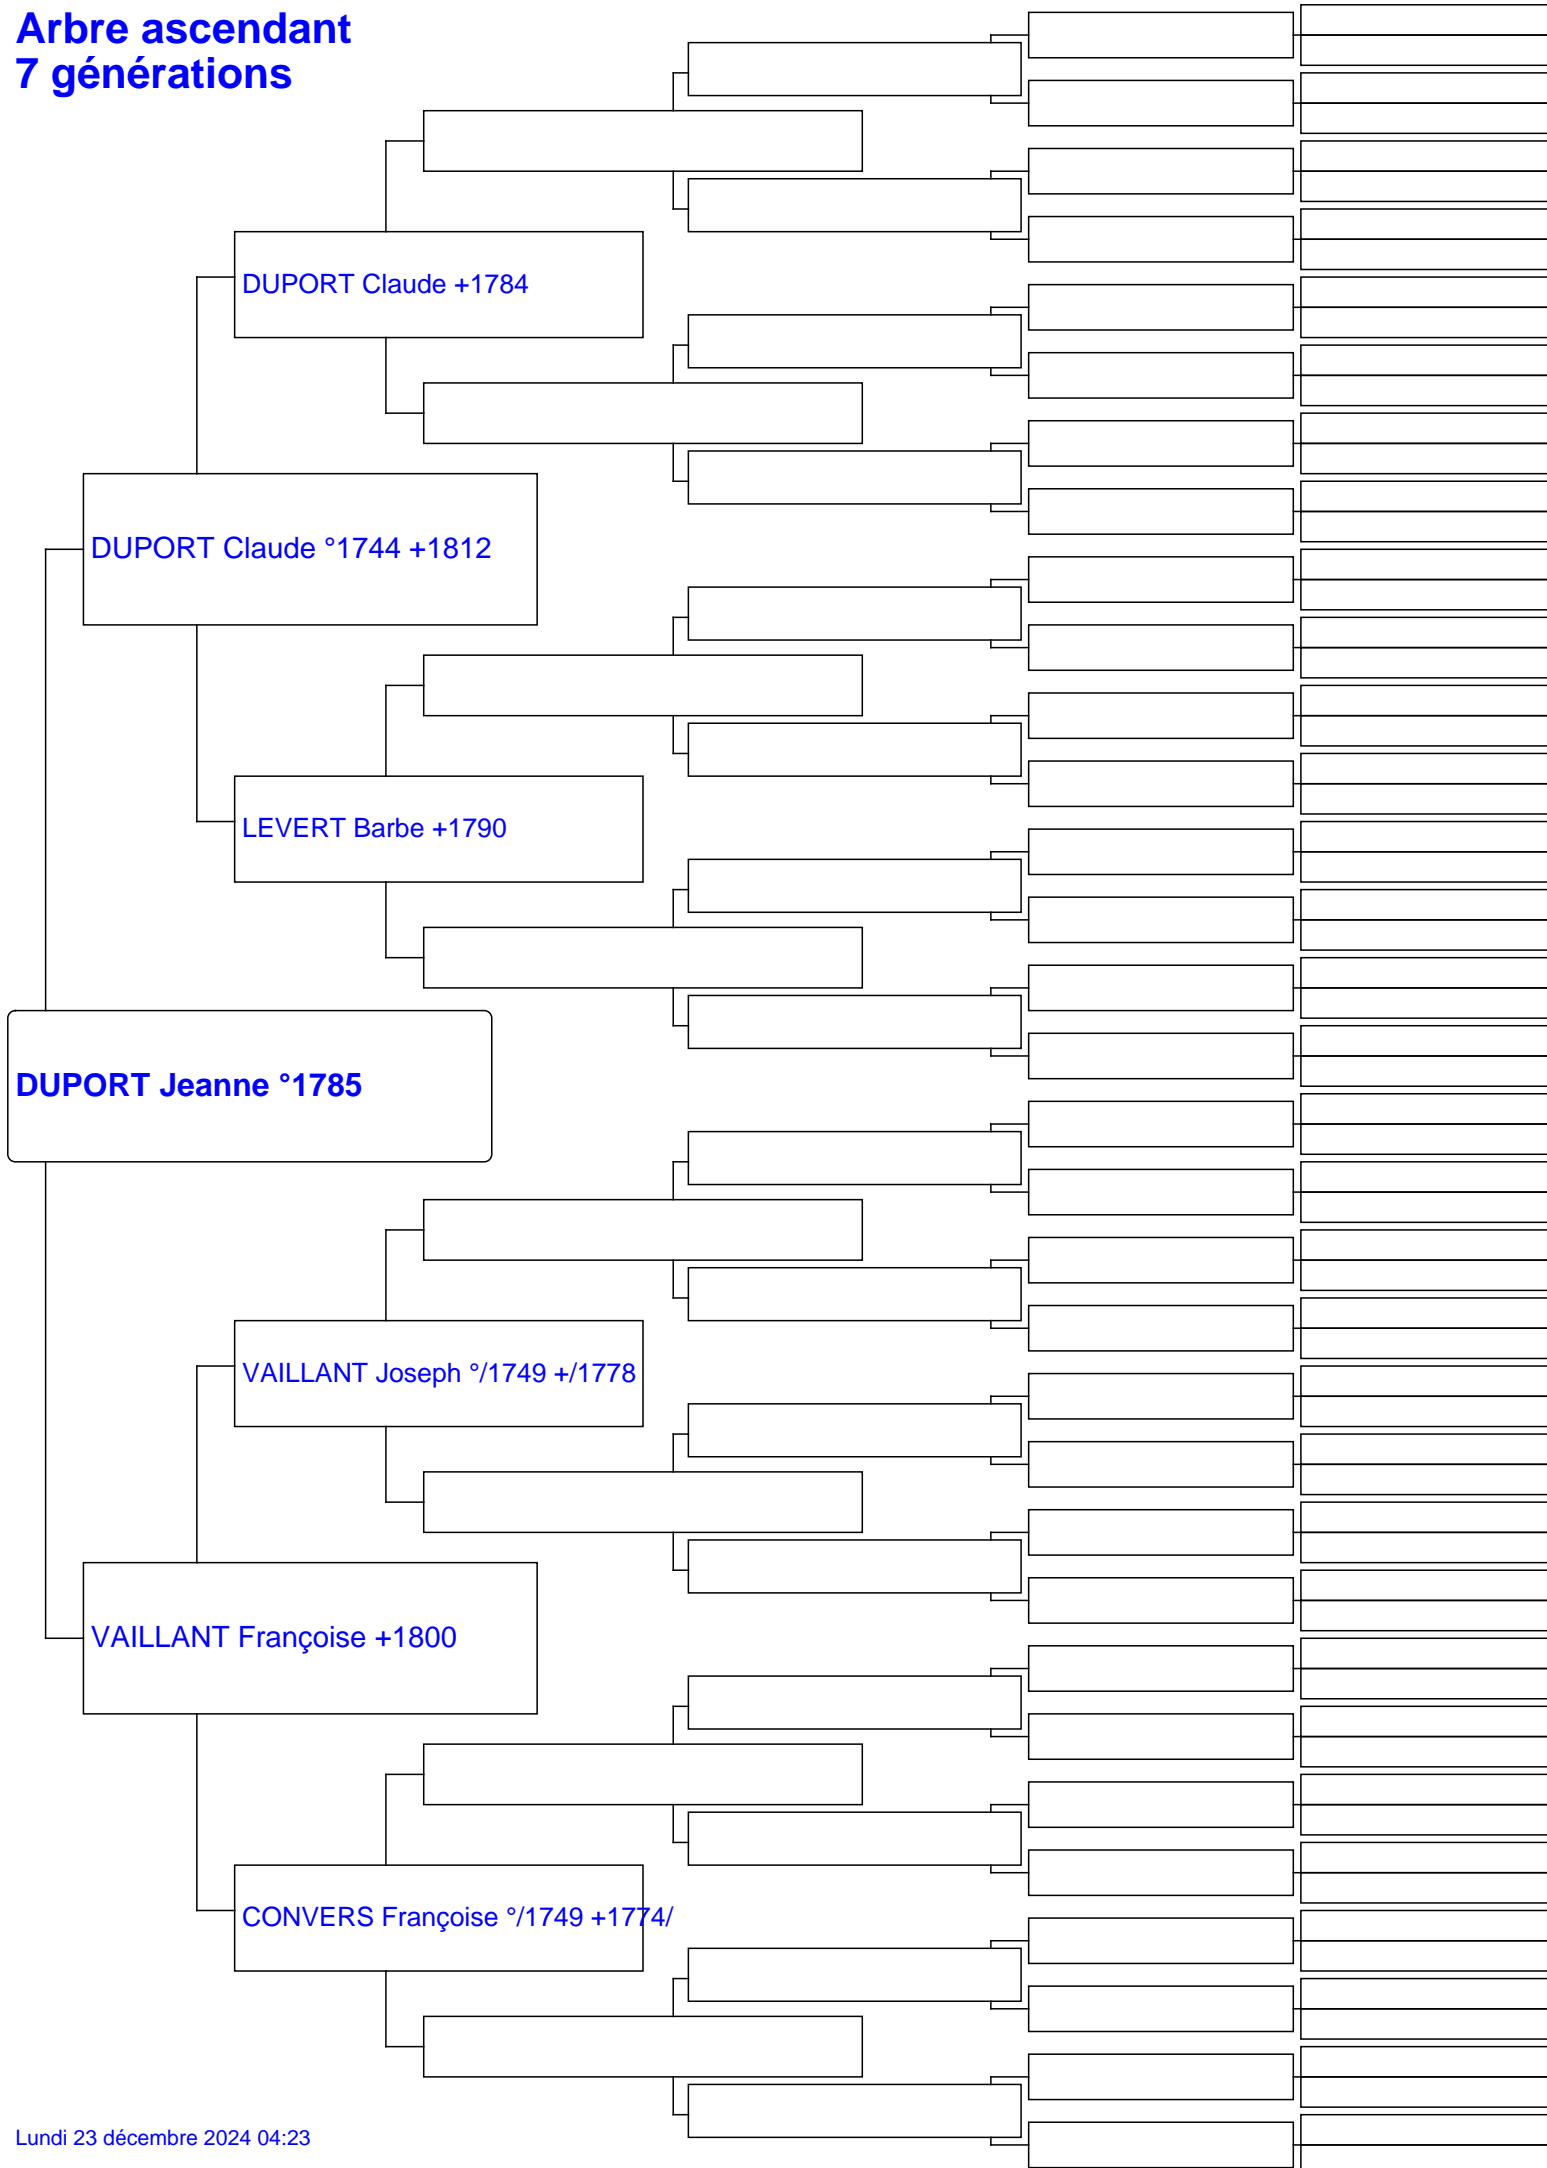 Arbre ascendant
7 générations
DUPORT Claude +1784
DUPORT Claude °1744 +1812
LEVERT Barbe +1790
DUPORT Jeanne °1785
VAILLANT Joseph °/1749 +/1778
VAILLANT Françoise +1800
CONVERS Françoise °/1749 +1774/
Lundi 23 décembre 2024 04:23